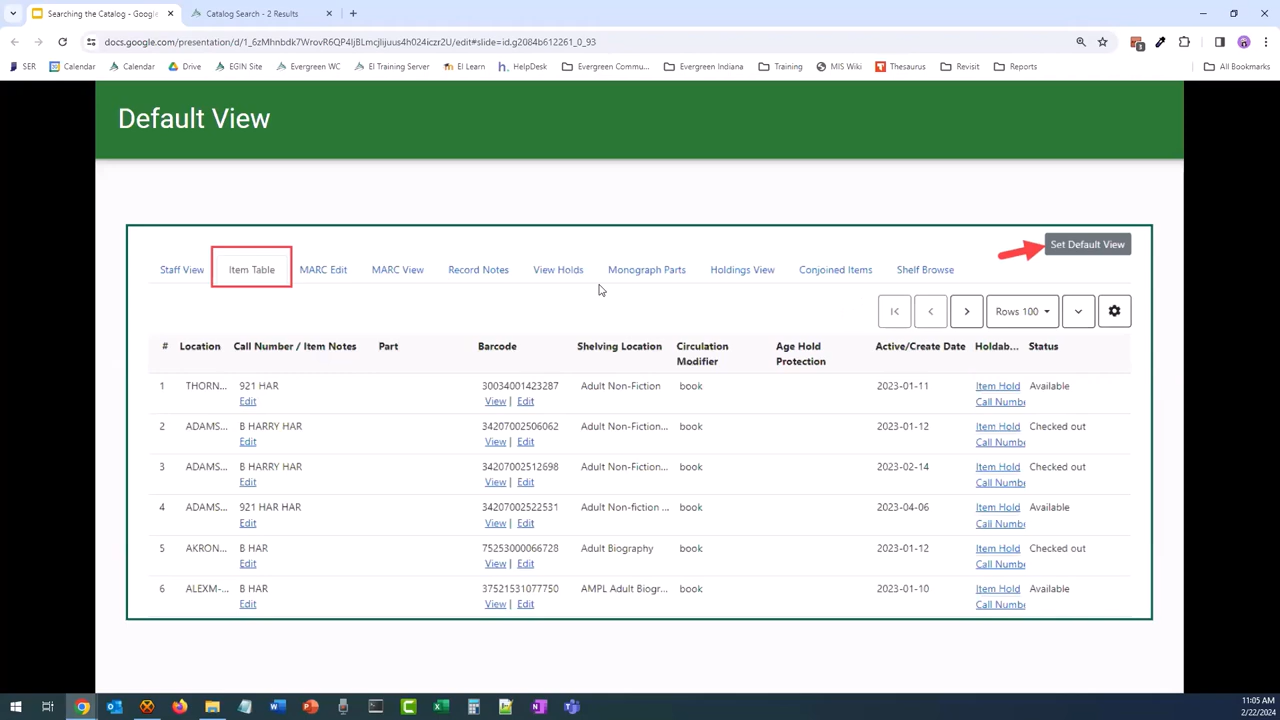 Searching the Catalog - Google
Catalog Search - 2 Results
docs.google.com/presentation/d/1_6zMhnbdk7WrovR6QP4IjBLmcjlijuus4h024iczr2U/edit#slide=id.g2084b612261_0_93
SER Calendar Calendar Drive EGIN Site Evergreen WC EI Training Server EI Learn HelpDesk Evergreen Commu... Evergreen Indiana Training MIS Wiki Thesaurus Revisit Reports All Bookmarks
Default View
Set Default View
Staff View Item Table MARC Edit MARC View Record Notes View Holds Monograph Parts Holdings View Conjoined Items Shelf Browse
Rows 100
# Location Call Number / Item Notes Part Barcode Shelving Location Circulation Modifier Age Hold Protection Active/Create Date Holdab... Status
1 THORN... 921 HAR 30034001423287 Adult Non-Fiction book 2023-01-11 Item Hold Available
Edit View | Edit Call Numbe
2 ADAMS... B HARRY HAR 34207002506062 Adult Non-Fiction... book 2023-01-12 Item Hold Checked out
Edit View | Edit Call Numbe
3 ADAMS... B HARRY HAR 34207002512698 Adult Non-Fiction... book 2023-02-14 Item Hold Checked out
Edit View | Edit Call Numbe
4 ADAMS... 921 HAR HAR 34207002522531 Adult Non-fiction ... book 2023-04-06 Item Hold Available
Edit View | Edit Call Numbe
5 AKRON... B HAR 75253000066728 Adult Biography book 2023-01-12 Item Hold Checked out
Edit View | Edit Call Numbe
6 ALEXM-... B HAR 37521531077750 AMPL Adult Biogr... book 2023-01-10 Item Hold Available
Edit View | Edit Call Numbe
11:05 AM
2/22/2024